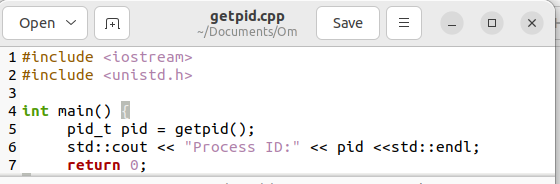 Open
getpid.cpp
~/Documents/Om
Save
1 #include <iostream>
2 #include <unistd.h>
3
4 int main() {
5     pid_t pid = getpid();
6     std::cout << "Process ID:" << pid <<std::endl;
7     return 0;